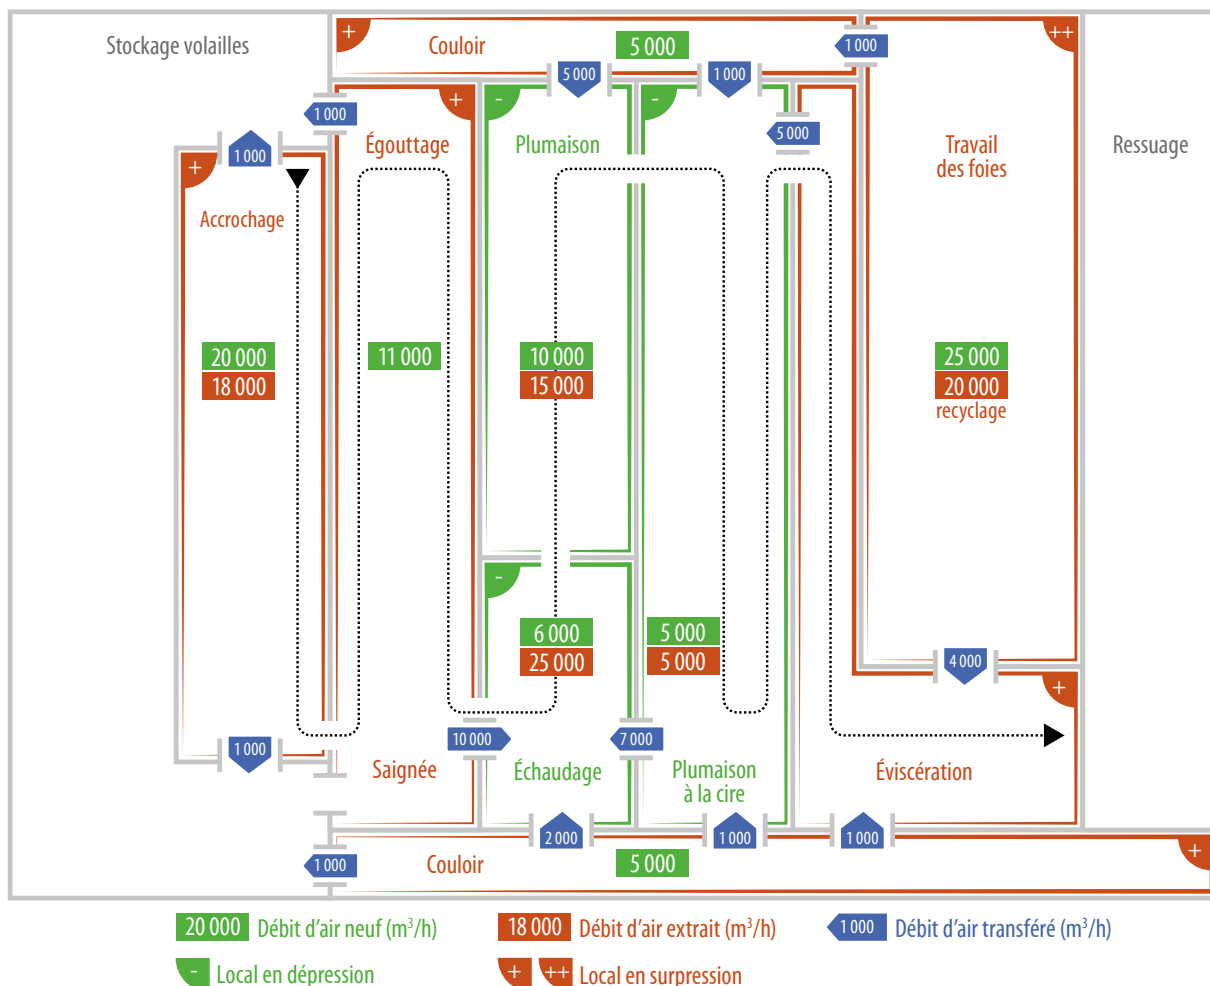 Stockage volailles
+
Couloir
5 000
1 000
++
5 000
1 000
1 000
+
-
-
5 000
Égouttage
Plumaison
Travail
des foies
Ressuage
1 000
+
Accrochage
20 000
18 000
11 000
10 000
15 000
25 000
20 000
recyclage
-
6 000
25 000
5 000
5 000
4 000
+
1 000
10 000
7 000
Saignée
Échaudage
Plumaison
à la cire
Éviscération
2 000
1 000
1 000
1 000
Couloir
5 000
+
20 000 Débit d'air neuf (m³/h)
18 000 Débit d'air extrait (m³/h)
1 000 Débit d'air transféré (m³/h)
- Local en dépression
+ ++ Local en surpression